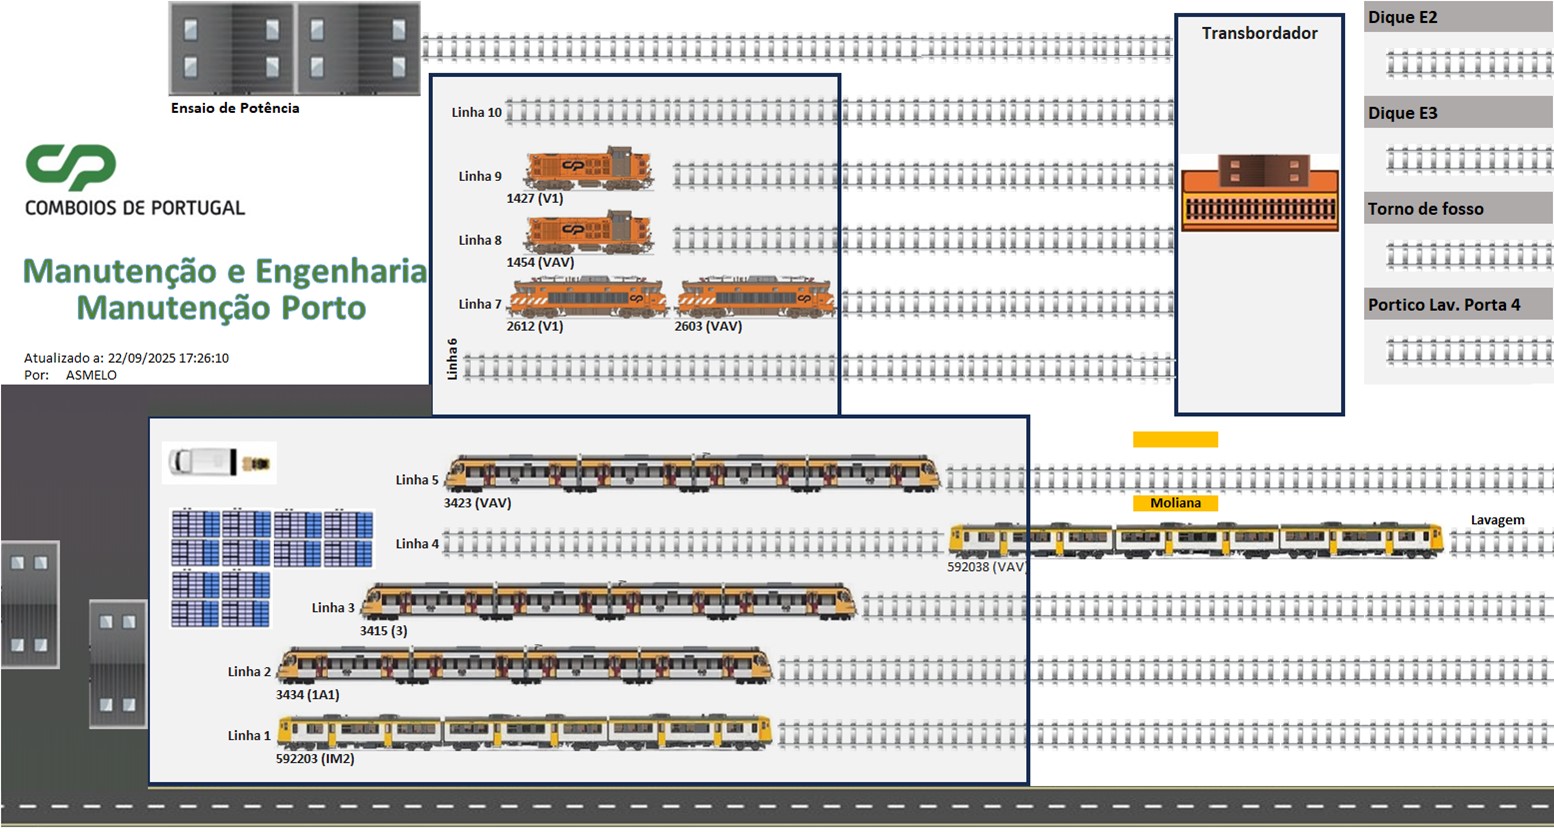 Ensaio de Potência
CP
COMBOIOS DE PORTUGAL
Manutenção e Engenharia
Manutenção Porto
Atualizado a: 22/09/2025 17:26:10
Por: ASMELO
Linha 10
Linha 9
1427 (V1)
Linha 8
1454 (VAV)
Linha 7
2612 (V1) 2603 (VAV)
Linha6
Transbordador
Dique E2
Dique E3
Torno de fosso
Portico Lav. Porta 4
Linha 5
3423 (VAV)
Moliana
Lavagem
Linha 4
592038 (VAV)
Linha 3
3415 (3)
Linha 2
3434 (1A1)
Linha 1
592203 (IM2)